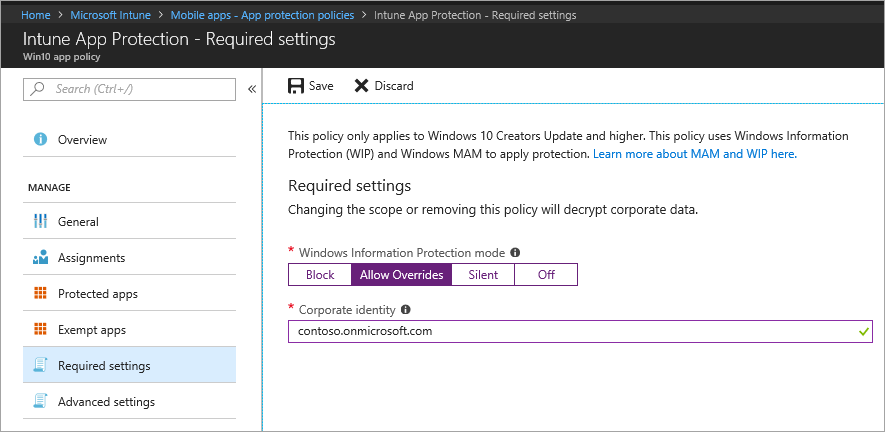 Home > Microsoft Intune > Mobile apps - App protection policies > Intune App Protection - Required settings
Intune App Protection - Required settings
Win10 app policy
Search (Ctrl+/)
Overview
MANAGE
General
Assignments
Protected apps
Exempt apps
Required settings
Advanced settings
Save Discard
This policy only applies to Windows 10 Creators Update and higher. This policy uses Windows Information
Protection (WIP) and Windows MAM to apply protection. Learn more about MAM and WIP here.
Required settings
Changing the scope or removing this policy will decrypt corporate data.
* Windows Information Protection mode
Block Allow Overrides Silent Off
* Corporate identity
contoso.onmicrosoft.com